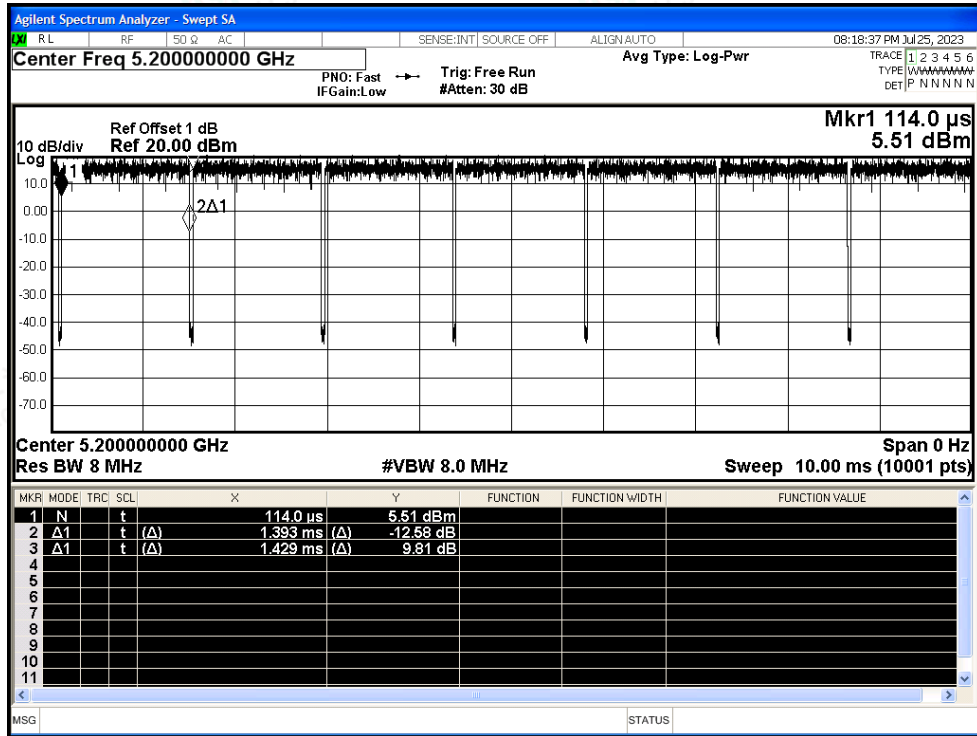 Agilent Spectrum Analyzer - Swept SA
LXI RL RF 50 Ω AC SENSE:INT SOURCE OFF ALIGN AUTO 08:18:37 PM Jul 25, 2023
Center Freq 5.200000000 GHz
PNO: Fast
IFGain:Low
Trig: Free Run
#Atten: 30 dB
Avg Type: Log-Pwr
TRACE 1 2 3 4 5 6
TYPE WWWWWW
DET P N N N N N
Mkr1 114.0 µs
5.51 dBm
Ref Offset 1 dB
10 dB/div Ref 20.00 dBm
Log
1
2Δ1
10.0
0.00
-10.0
-20.0
-30.0
-40.0
-50.0
-60.0
-70.0
Center 5.200000000 GHz Span 0 Hz
Res BW 8 MHz #VBW 8.0 MHz Sweep 10.00 ms (10001 pts)
MKR MODE TRC SCL X Y FUNCTION FUNCTION WIDTH FUNCTION VALUE
1 N t 114.0 µs 5.51 dBm
2 Δ1 t (Δ) 1.393 ms (Δ) -12.58 dB
3 Δ1 t (Δ) 1.429 ms (Δ) 9.81 dB
4
5
6
7
8
9
10
11
MSG STATUS